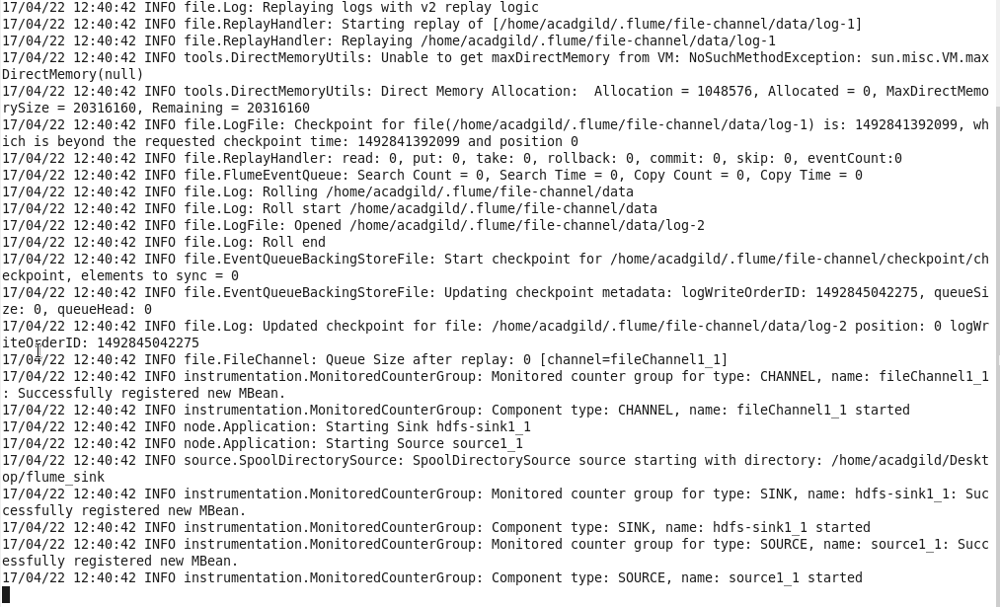 17/04/22 12:40:42 INFO file.Log: Replaying logs with v2 replay logic
17/04/22 12:40:42 INFO file.ReplayHandler: Starting replay of [/home/acadgild/.flume/file-channel/data/log-1]
17/04/22 12:40:42 INFO file.ReplayHandler: Replaying /home/acadgild/.flume/file-channel/data/log-1
17/04/22 12:40:42 INFO tools.DirectMemoryUtils: Unable to get maxDirectMemory from VM: NoSuchMethodException: sun.misc.VM.max
DirectMemory(null)
17/04/22 12:40:42 INFO tools.DirectMemoryUtils: Direct Memory Allocation:  Allocation = 1048576, Allocated = 0, MaxDirectMemo
rySize = 20316160, Remaining = 20316160
17/04/22 12:40:42 INFO file.LogFile: Checkpoint for file(/home/acadgild/.flume/file-channel/data/log-1) is: 1492841392099, wh
ich is beyond the requested checkpoint time: 1492841392099 and position 0
17/04/22 12:40:42 INFO file.ReplayHandler: read: 0, put: 0, take: 0, rollback: 0, commit: 0, skip: 0, eventCount:0
17/04/22 12:40:42 INFO file.FlumeEventQueue: Search Count = 0, Search Time = 0, Copy Count = 0, Copy Time = 0
17/04/22 12:40:42 INFO file.Log: Rolling /home/acadgild/.flume/file-channel/data
17/04/22 12:40:42 INFO file.Log: Roll start /home/acadgild/.flume/file-channel/data
17/04/22 12:40:42 INFO file.LogFile: Opened /home/acadgild/.flume/file-channel/data/log-2
17/04/22 12:40:42 INFO file.Log: Roll end
17/04/22 12:40:42 INFO file.EventQueueBackingStoreFile: Start checkpoint for /home/acadgild/.flume/file-channel/checkpoint/ch
eckpoint, elements to sync = 0
17/04/22 12:40:42 INFO file.EventQueueBackingStoreFile: Updating checkpoint metadata: logWriteOrderID: 1492845042275, queueSi
ze: 0, queueHead: 0
17/04/22 12:40:42 INFO file.Log: Updated checkpoint for file: /home/acadgild/.flume/file-channel/data/log-2 position: 0 logWr
iteOrderID: 1492845042275
17/04/22 12:40:42 INFO file.FileChannel: Queue Size after replay: 0 [channel=fileChannel1_1]
17/04/22 12:40:42 INFO instrumentation.MonitoredCounterGroup: Monitored counter group for type: CHANNEL, name: fileChannel1_1
: Successfully registered new MBean.
17/04/22 12:40:42 INFO instrumentation.MonitoredCounterGroup: Component type: CHANNEL, name: fileChannel1_1 started
17/04/22 12:40:42 INFO node.Application: Starting Sink hdfs-sink1_1
17/04/22 12:40:42 INFO node.Application: Starting Source source1_1
17/04/22 12:40:42 INFO source.SpoolDirectorySource: SpoolDirectorySource source starting with directory: /home/acadgild/Deskt
op/flume_sink
17/04/22 12:40:42 INFO instrumentation.MonitoredCounterGroup: Monitored counter group for type: SINK, name: hdfs-sink1_1: Suc
cessfully registered new MBean.
17/04/22 12:40:42 INFO instrumentation.MonitoredCounterGroup: Component type: SINK, name: hdfs-sink1_1 started
17/04/22 12:40:42 INFO instrumentation.MonitoredCounterGroup: Monitored counter group for type: SOURCE, name: source1_1: Succ
essfully registered new MBean.
17/04/22 12:40:42 INFO instrumentation.MonitoredCounterGroup: Component type: SOURCE, name: source1_1 started